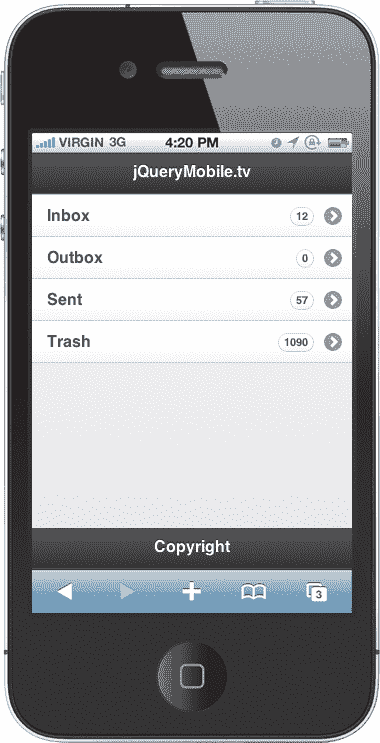 VIRGIN 3G 4:20 PM
jQueryMobile.tv
Inbox 12
Outbox 0
Sent 57
Trash 1090
Copyright
3